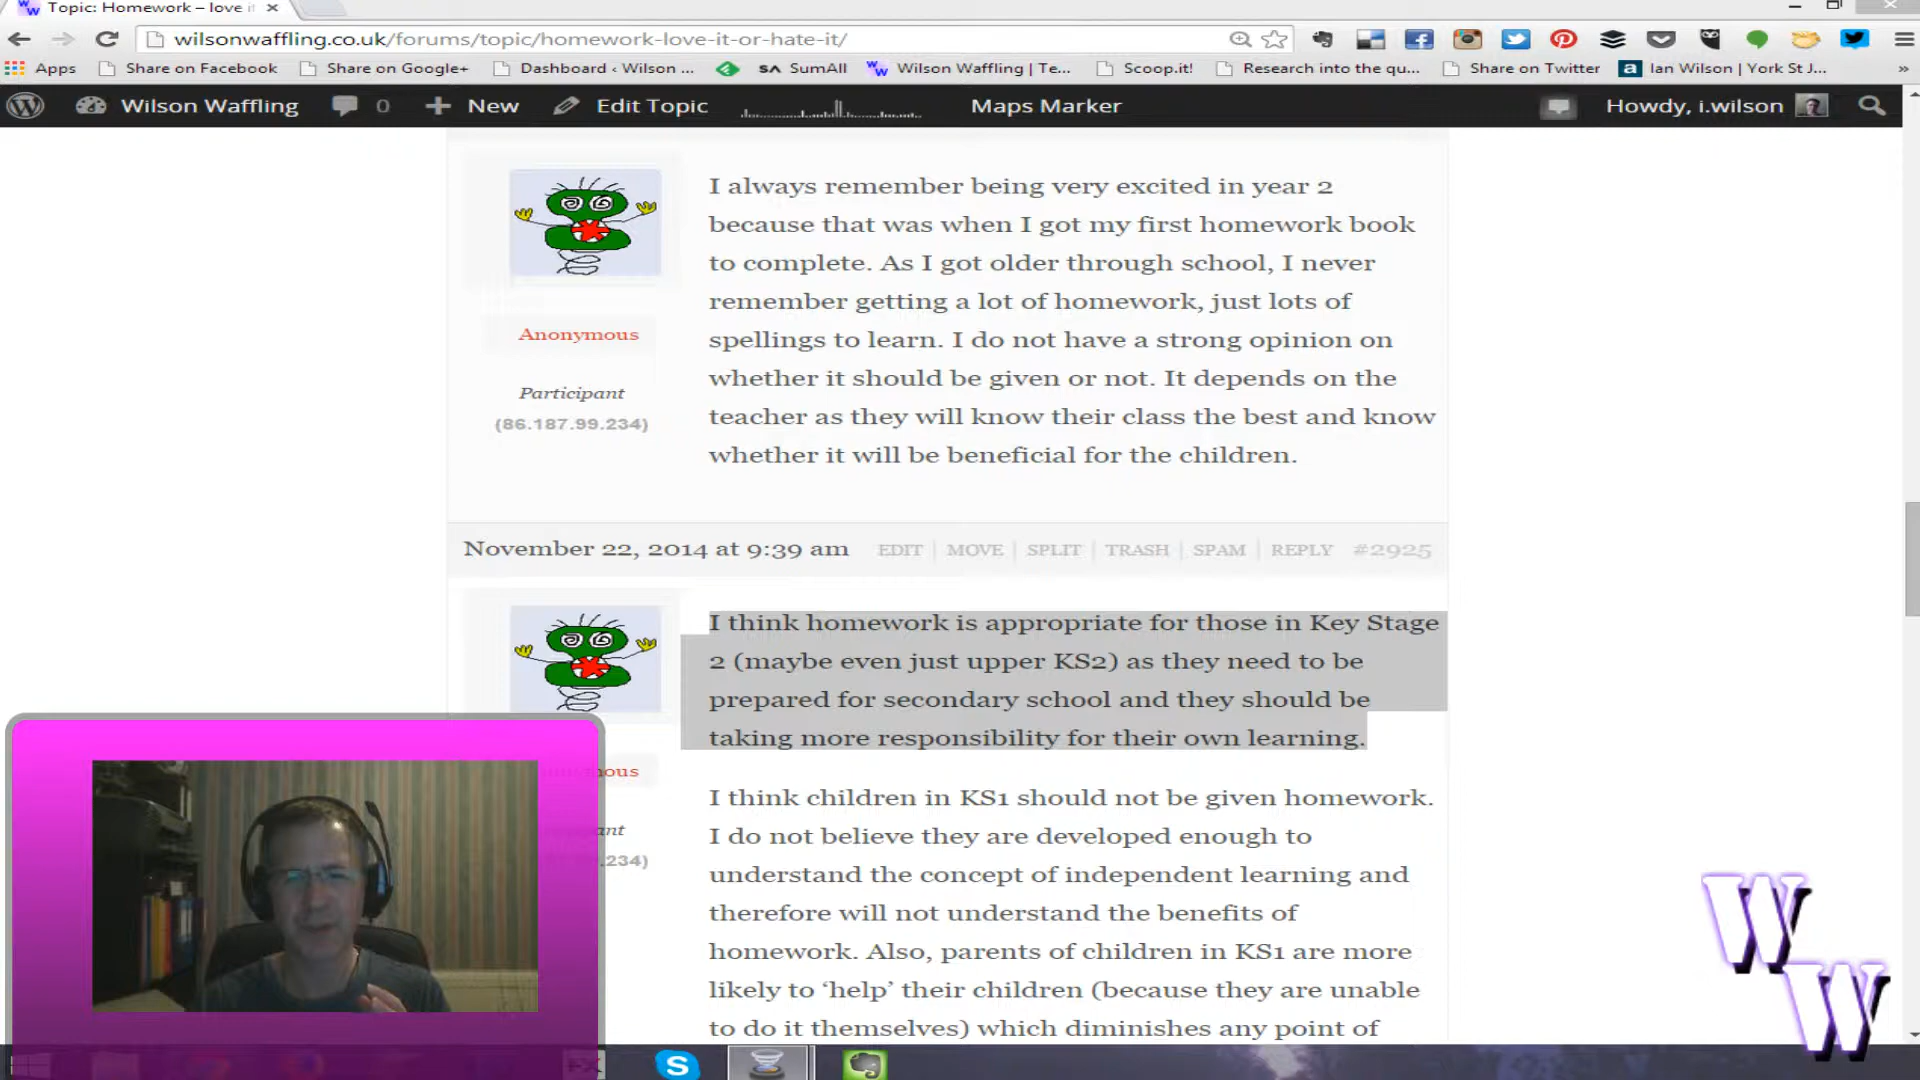 Topic: Homework – love it
wilsonwaffling.co.uk/forums/topic/homework-love-it-or-hate-it/
Apps Share on Facebook Share on Google+ Dashboard ‹ Wilson ... SumAll Wilson Waffling | Te... Scoop.it! Research into the qu... Share on Twitter Ian Wilson | York St J... »
Wilson Waffling 0 New Edit Topic Maps Marker Howdy, i.wilson
I always remember being very excited in year 2
because that was when I got my first homework book
to complete. As I got older through school, I never
remember getting a lot of homework, just lots of
spellings to learn. I do not have a strong opinion on
whether it should be given or not. It depends on the
teacher as they will know their class the best and know
whether it will be beneficial for the children.
Anonymous
Participant
(86.187.99.234)
November 22, 2014 at 9:39 am EDIT | MOVE | SPLIT | TRASH | SPAM | REPLY #2925
I think homework is appropriate for those in Key Stage
2 (maybe even just upper KS2) as they need to be
prepared for secondary school and they should be
taking more responsibility for their own learning.
I think children in KS1 should not be given homework.
I do not believe they are developed enough to
understand the concept of independent learning and
therefore will not understand the benefits of
homework. Also, parents of children in KS1 are more
likely to ‘help’ their children (because they are unable
to do it themselves) which diminishes any point of
W
W